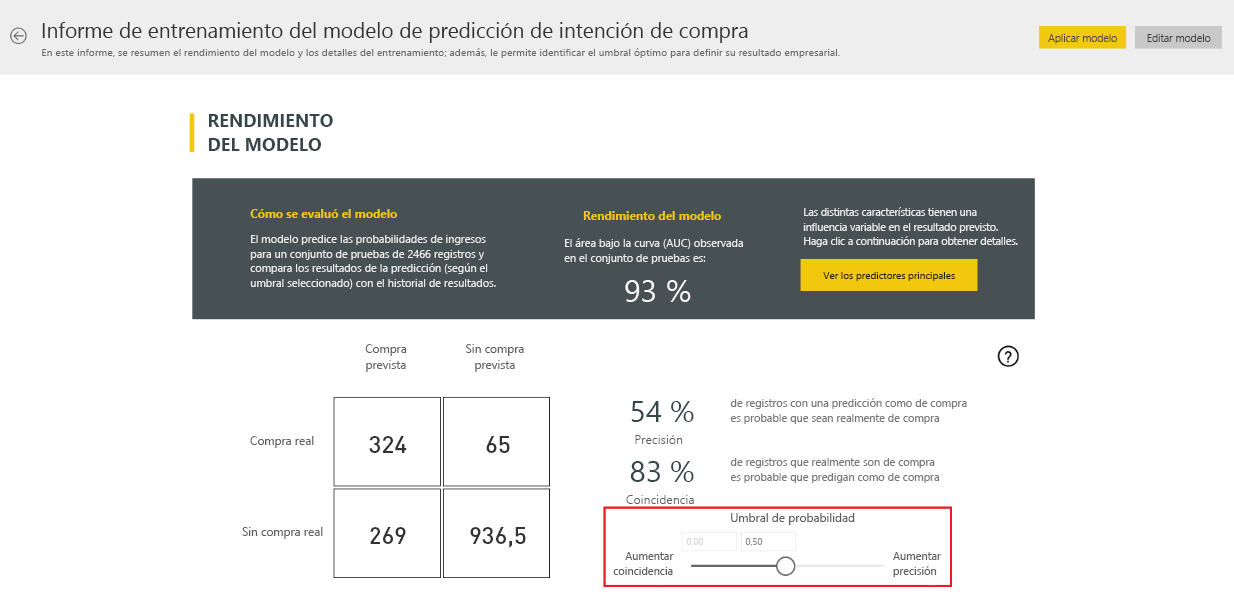 Informe de entrenamiento del modelo de predicción de intención de compra
En este informe, se resumen el rendimiento del modelo y los detalles del entrenamiento; además, le permite identificar el umbral óptimo para definir su resultado empresarial.
Aplicar modelo
Editar modelo
RENDIMIENTO
DEL MODELO
Cómo se evaluó el modelo
El modelo predice las probabilidades de ingresos
para un conjunto de pruebas de 2466 registros y
compara los resultados de la predicción (según el
umbral seleccionado) con el historial de resultados.
Rendimiento del modelo
El área bajo la curva (AUC) observada
en el conjunto de pruebas es:
93 %
Las distintas características tienen una
influencia variable en el resultado previsto.
Haga clic a continuación para obtener detalles.
Ver los predictores principales
Compra
prevista
Sin compra
prevista
?
Compra real
324
65
Sin compra real
269
936,5
54 %
Precisión
de registros con una predicción como de compra
es probable que sean realmente de compra
83 %
Coincidencia
de registros que realmente son de compra
es probable que predigan como de compra
Umbral de probabilidad
0,00
0,50
Aumentar
coincidencia
Aumentar
precisión